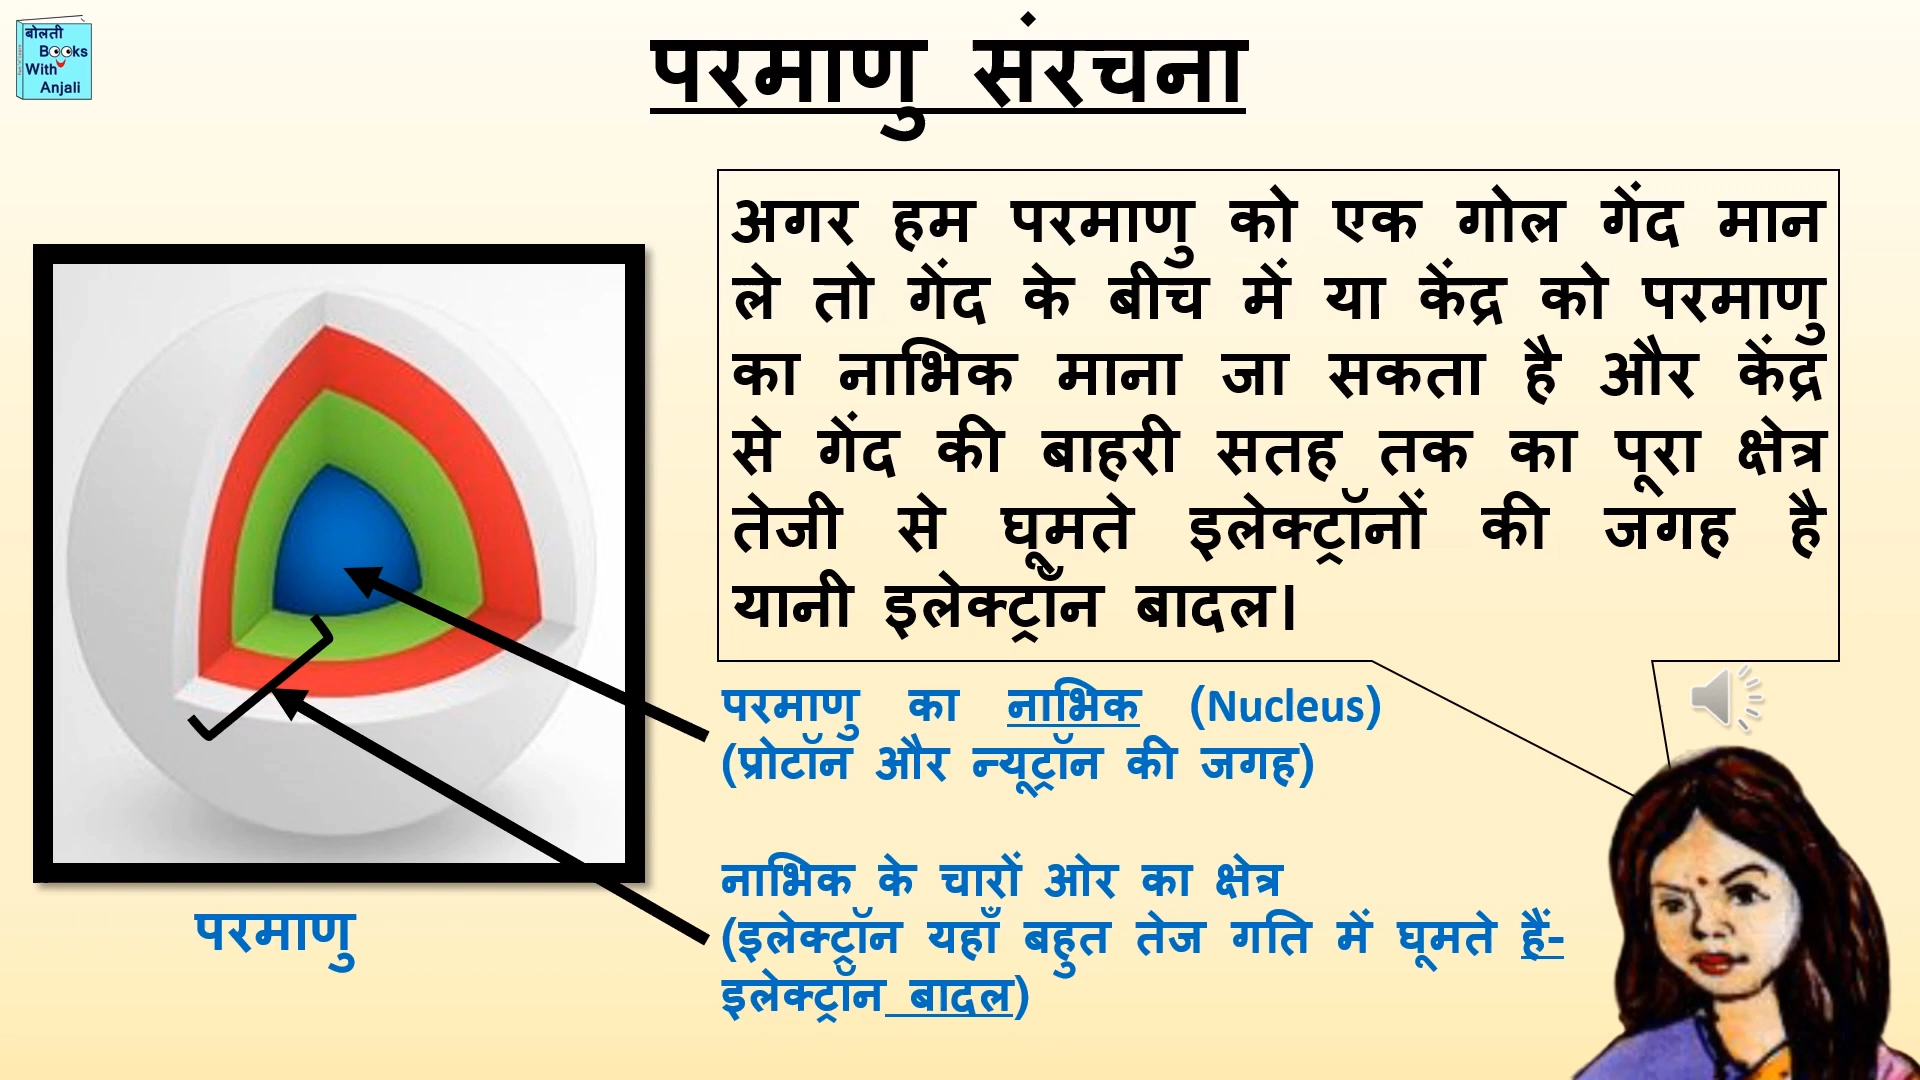 बोलती
Books
With
Anjali
परमाणु संरचना
अगर हम परमाणु को एक गोल गेंद मान
ले तो गेंद के बीच में या केंद्र को परमाणु
का नाभिक माना जा सकता है और केंद्र
से गेंद की बाहरी सतह तक का पूरा क्षेत्र
तेजी से घूमते इलेक्ट्रॉनों की जगह है
यानी इलेक्ट्रॉन बादल।
परमाणु का नाभिक (Nucleus)
(प्रोटॉन और न्यूट्रॉन की जगह)
नाभिक के चारों ओर का क्षेत्र
(इलेक्ट्रॉन यहाँ बहुत तेज गति में घूमते हैं-
इलेक्ट्रॉन बादल)
परमाणु